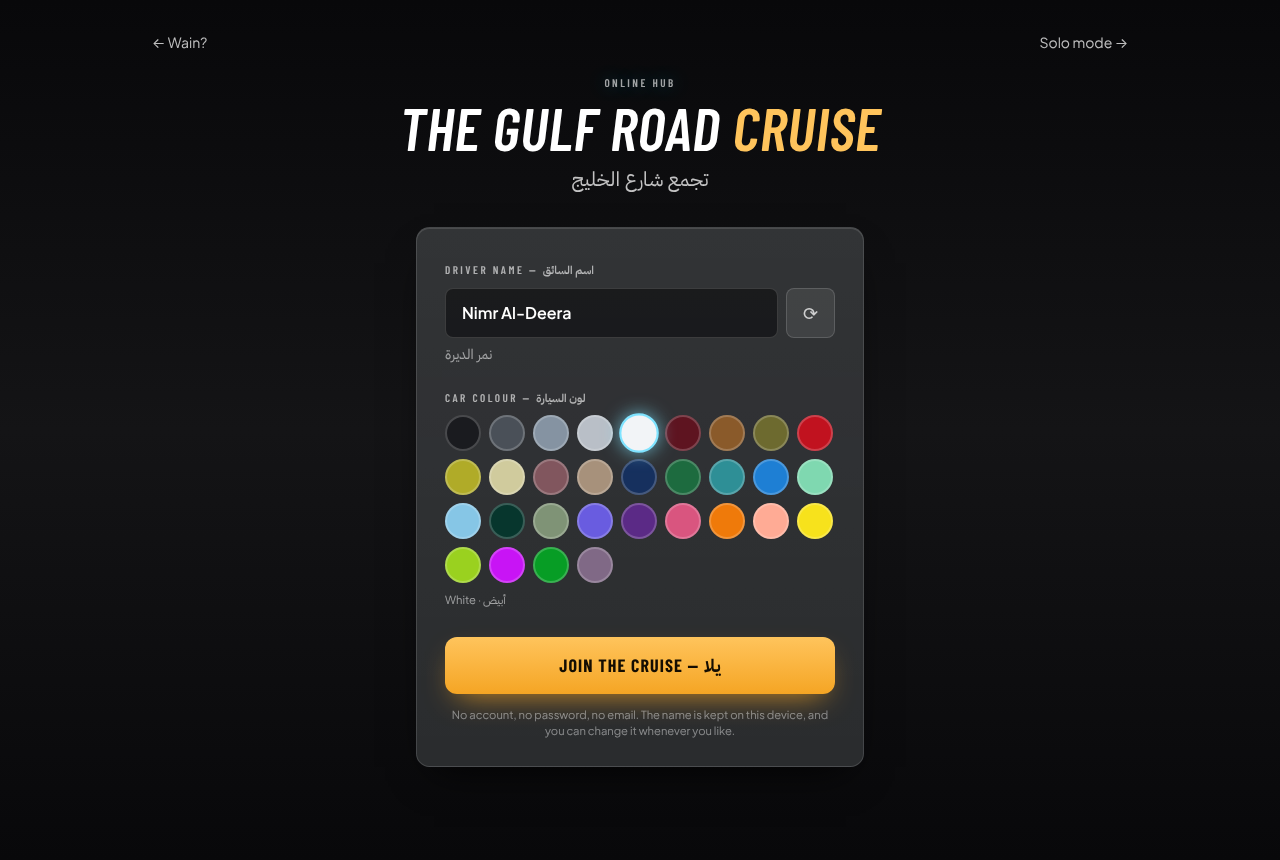 ← Wain?
Solo mode →
ONLINE HUB
THE GULF ROAD CRUISE
تجمع شارع الخليج
DRIVER NAME — اسم السائق
Nimr Al-Deera
⟳
نمر الديرة
CAR COLOUR — لون السيارة
White · أبيض
JOIN THE CRUISE — يلا
No account, no password, no email. The name is kept on this device, and
you can change it whenever you like.